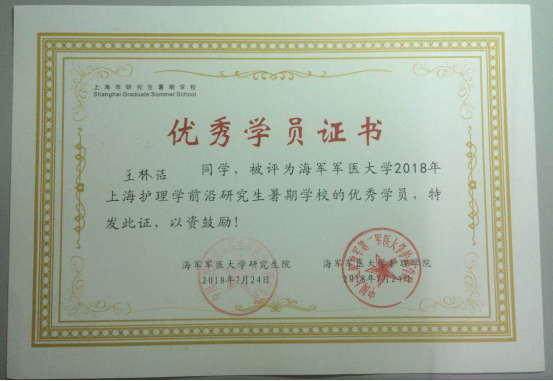 上海市研究生暑期学校
Shanghai Graduate Summer School
优秀学员证书
王林洁 同学，被评为海军军医大学2018年
上海护理学前沿研究生暑期学校的优秀学员，特
发此证，以资鼓励！
海军军医大学研究生院 海军军医大学护理学院
2018年7月24日 2018年7月24日